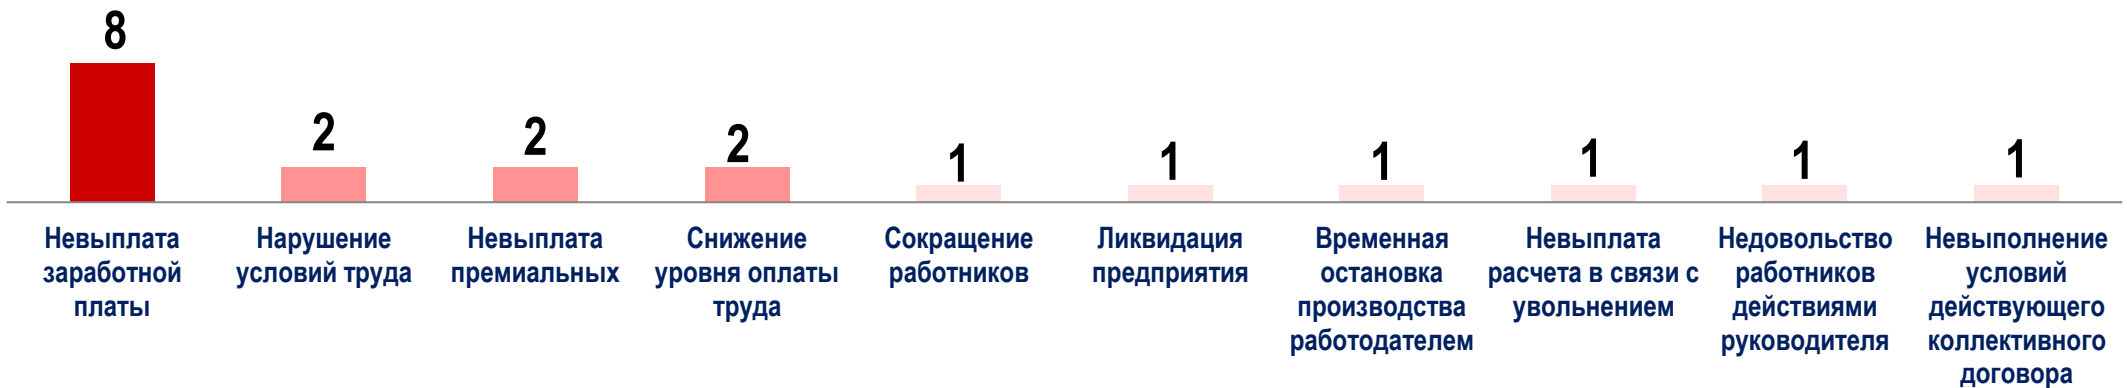 8
2
2
2
1
1
1
1
1
1
Невыплата
заработной
платы
Нарушение
условий труда
Невыплата
премиальных
Снижение
уровня оплаты
труда
Сокращение
работников
Ликвидация
предприятия
Временная
остановка
производства
работодателем
Невыплата
расчета в связи с
увольнением
Недовольство
работников
действиями
руководителя
Невыполнение
условий
действующего
коллективного
договора